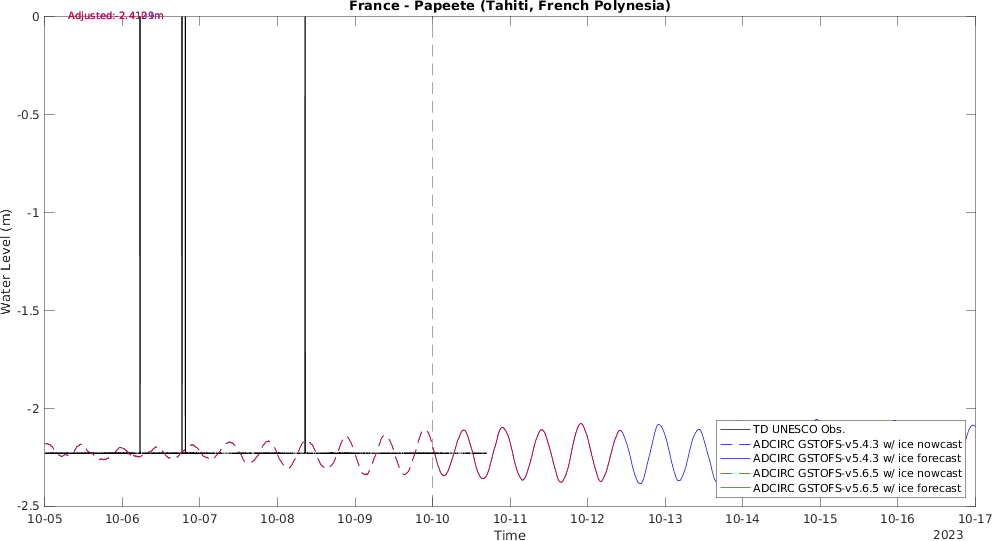 France - Papeete (Tahiti, French Polynesia)
Adjusted:
0
-0.5
-1
-1.5
-2
-2.5
Water Level (m)
TD UNESCO Obs.
ADCIRC GSTOFS-v5.4.3 w/ ice nowcast
ADCIRC GSTOFS-v5.4.3 w/ ice forecast
ADCIRC GSTOFS-v5.6.5 w/ ice nowcast
ADCIRC GSTOFS-v5.6.5 w/ ice forecast
10-05 10-06 10-07 10-08 10-09 10-10 10-11 10-12 10-13 10-14 10-15 10-16 10-17
Time
2023